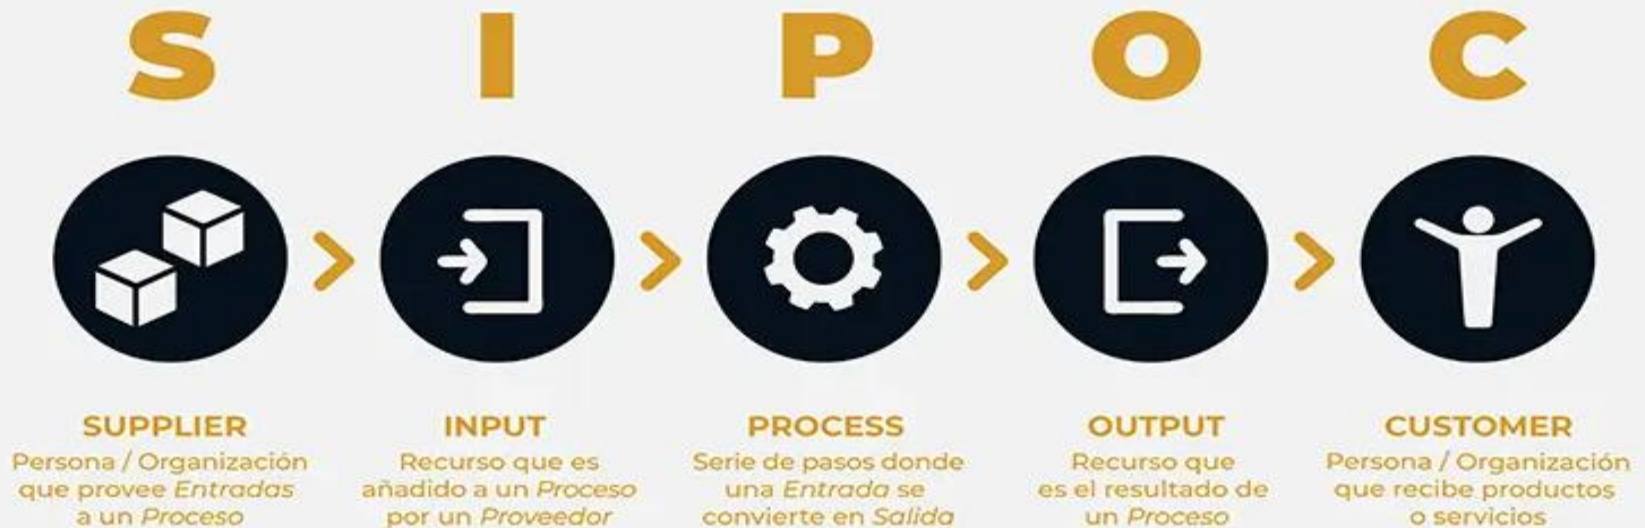 S I P O C
SUPPLIER
Persona / Organización
que provee Entradas
a un Proceso
INPUT
Recurso que es
añadido a un Proceso
por un Proveedor
PROCESS
Serie de pasos donde
una Entrada se
convierte en Salida
OUTPUT
Recurso que
es el resultado de
un Proceso
CUSTOMER
Persona / Organización
que recibe productos
o servicios